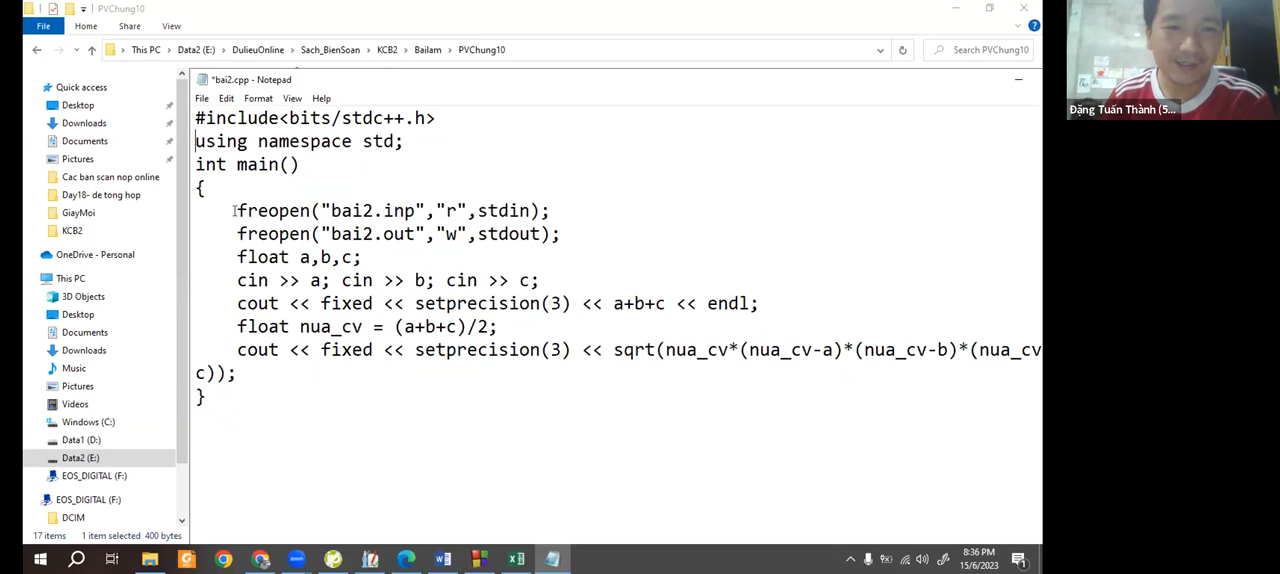 PVChung10
File Home Share View
This PC > Data2 (E:) > DulieuOnline > Sach_BienSoan > KCB2 > Bailam > PVChung10
Search PVChung10
Quick access
Desktop
Downloads
Documents
Pictures
Cac ban scan nop online
Day18- de tong hop
GiayMoi
KCB2
OneDrive - Personal
This PC
3D Objects
Desktop
Documents
Downloads
Music
Pictures
Videos
Windows (C:)
Data1 (D:)
Data2 (E:)
EOS_DIGITAL (F:)
EOS_DIGITAL (F:)
DCIM
17 items 1 item selected 400 bytes
*bai2.cpp - Notepad
File Edit Format View Help
#include<bits/stdc++.h>
using namespace std;
int main()
{
freopen("bai2.inp","r",stdin);
freopen("bai2.out","w",stdout);
float a,b,c;
cin >> a; cin >> b; cin >> c;
cout << fixed << setprecision(3) << a+b+c << endl;
float nua_cv = (a+b+c)/2;
cout << fixed << setprecision(3) << sqrt(nua_cv*(nua_cv-a)*(nua_cv-b)*(nua_cv
c));
}
Đặng Tuấn Thành (5...
zoom
8:36 PM
15/6/2023